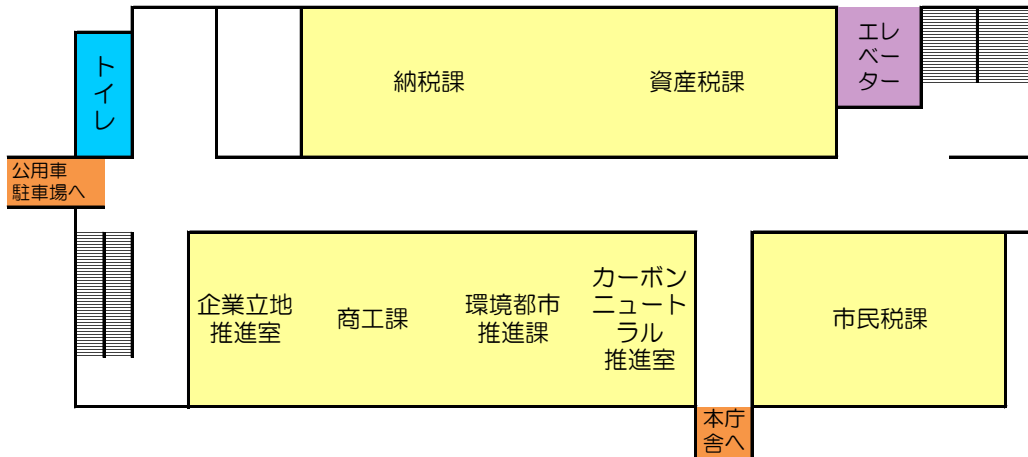 トイレ
納税課
資産税課
エレ
ベー
ター
公用車
駐車場へ
企業立地
推進室
商工課
環境都市
推進課
カーボン
ニュート
ラル
推進室
市民税課
本庁
舎へ